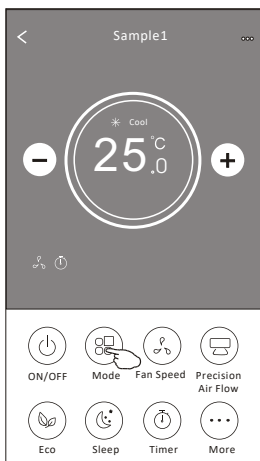 Sample1
Cool
25.0°C
ON/OFF
Mode
Fan Speed
Precision
Air Flow
Eco
Sleep
Timer
More